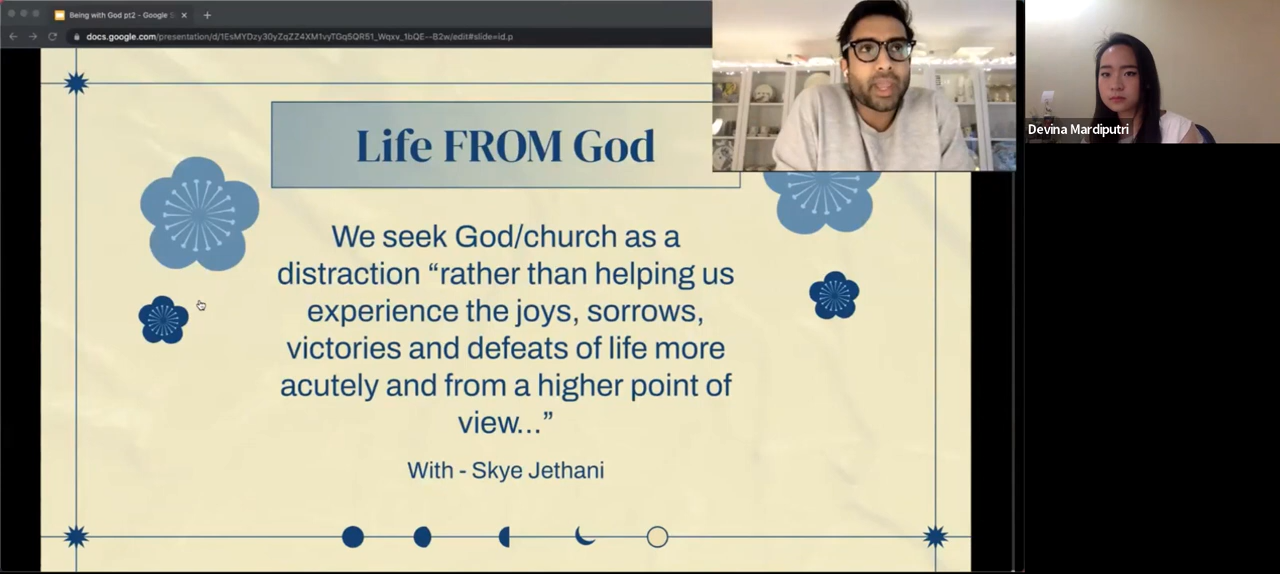 Being with God pt2 - Google S
docs.google.com/presentation/d/1EsMYDzy30yZqZZ4XM1vyTGq5QR51_Wqxv_1bQE--B2w/edit#slide=id.p
Life FROM God
We seek God/church as a
distraction “rather than helping us
experience the joys, sorrows,
victories and defeats of life more
acutely and from a higher point of
view...”
With - Skye Jethani
Devina Mardiputri